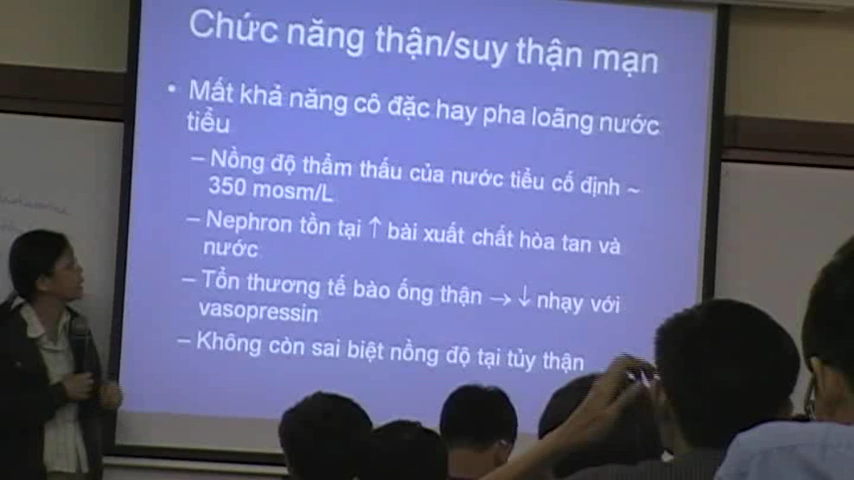 Chức năng thận/suy thận mạn
• Mất khả năng cô đặc hay pha loãng nước
tiểu
– Nồng độ thẩm thấu của nước tiểu cố định ~
350 mosm/L
– Nephron tồn tại ↑ bài xuất chất hòa tan và
nước
– Tổn thương tế bào ống thận → ↓ nhạy với
vasopressin
– Không còn sai biệt nồng độ tại tủy thận